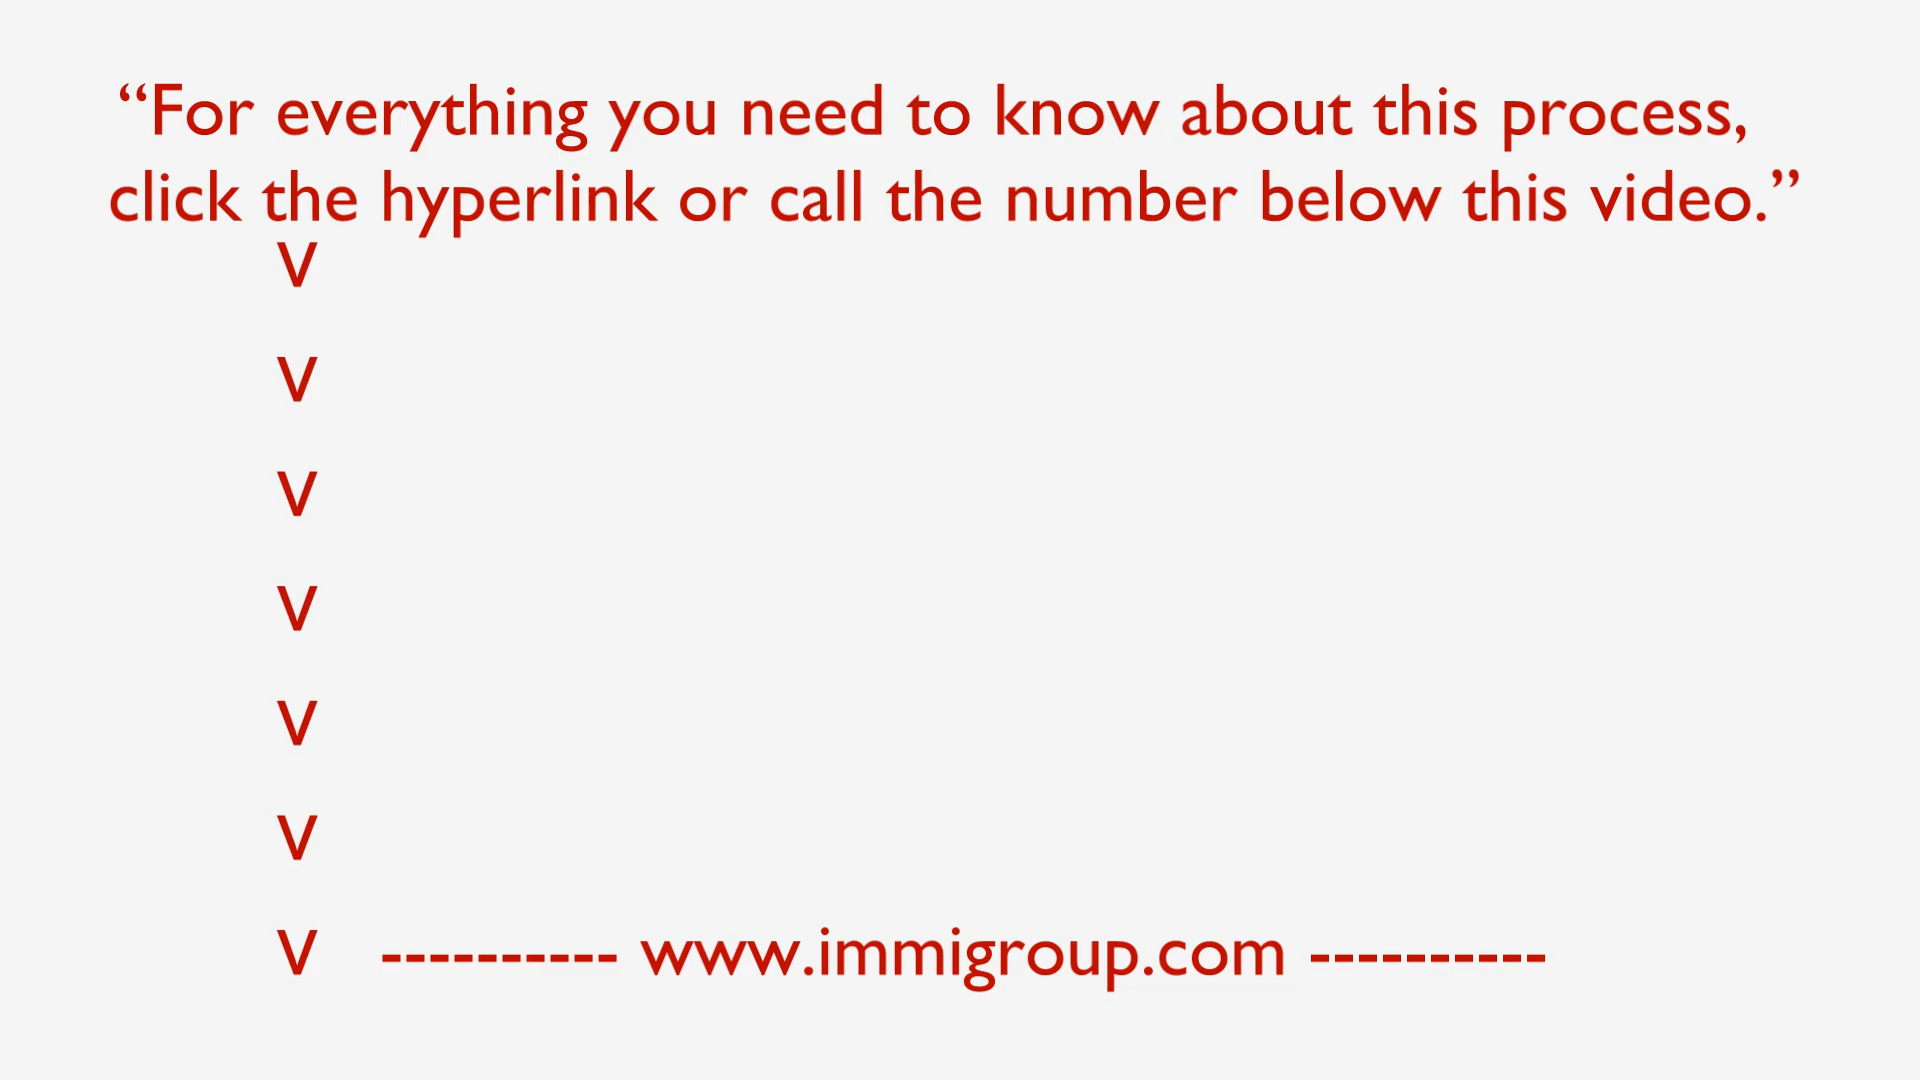 “For everything you need to know about this process,
click the hyperlink or call the number below this video.”
V
V
V
V
V
V
V ---------- www.immigroup.com ----------